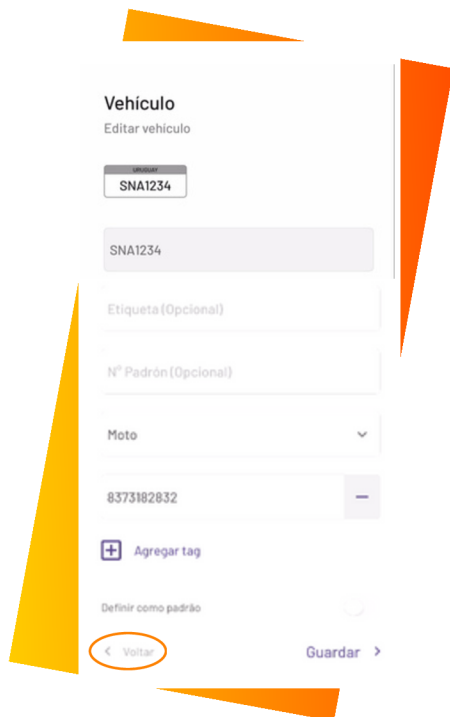 Vehículo
Editar vehículo
URUGUAY
SNA1234
SNA1234
Etiqueta (Opcional)
N° Padrón (Opcional)
Moto
8373182832
Agregar tag
Definir como padrão
Voltar
Guardar